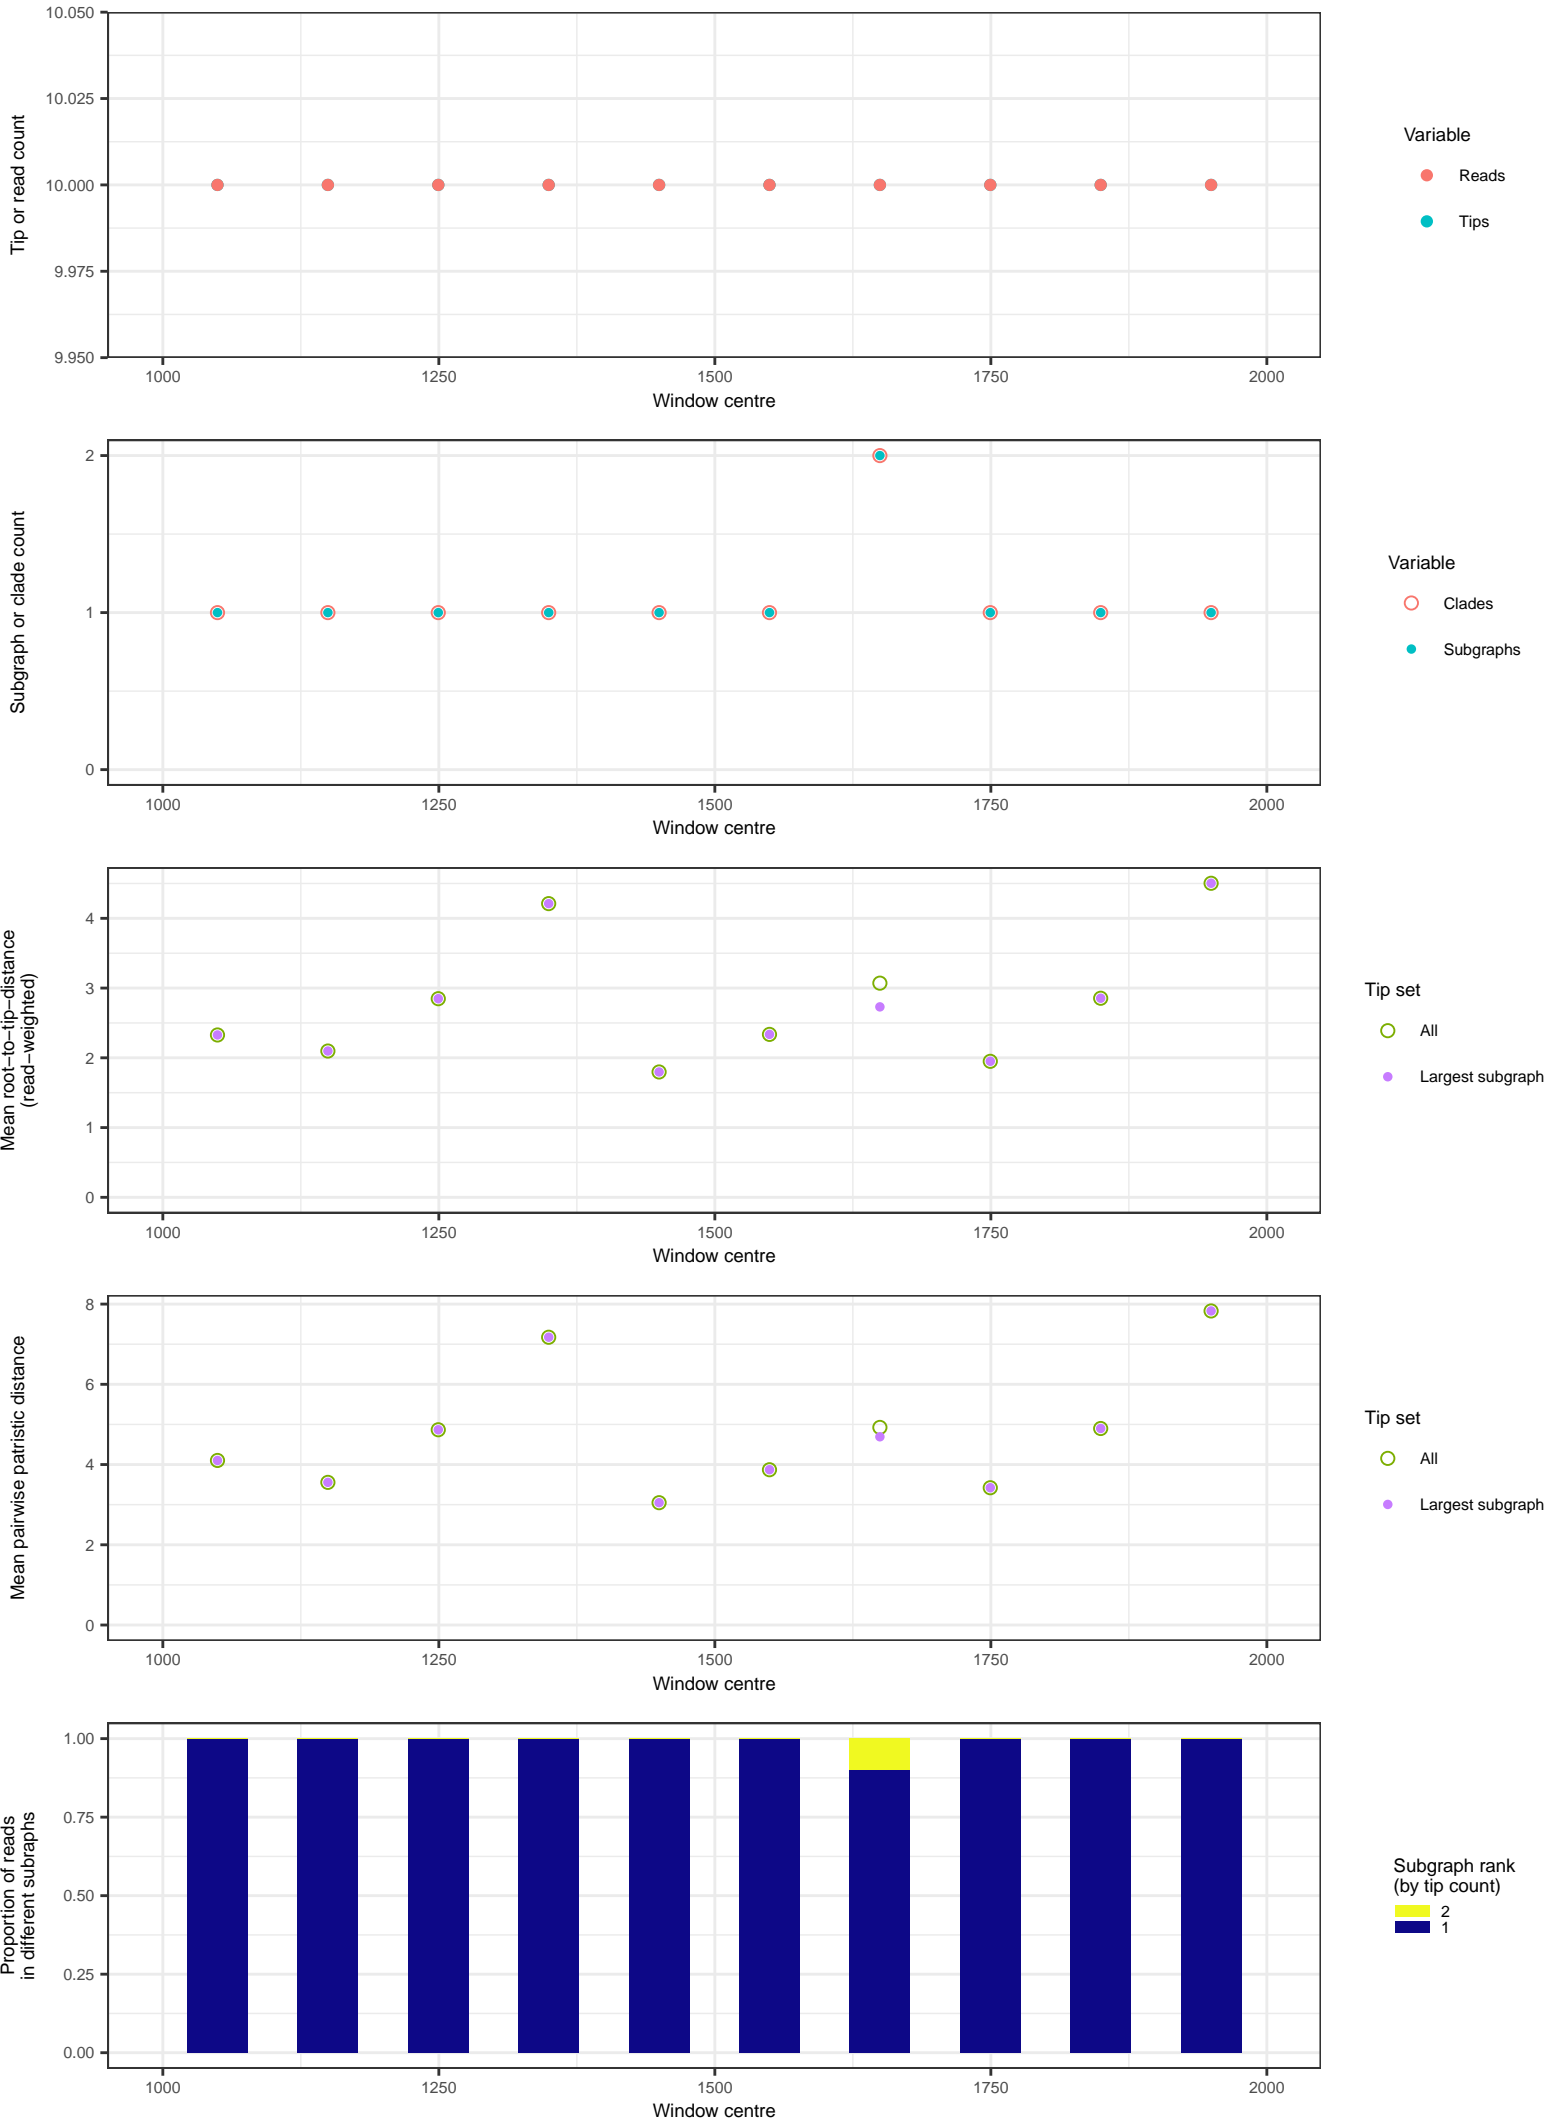 10.050
10.025
10.000
9.975
9.950
Tip or read count
1000 1250 1500 1750 2000
Window centre
Variable
Reads
Tips
2
1
0
Subgraph or clade count
1000 1250 1500 1750 2000
Window centre
Variable
Clades
Subgraphs
4
3
2
1
0
Mean root−to−tip−distance
(read−weighted)
1000 1250 1500 1750 2000
Window centre
Tip set
All
Largest subgraph
8
6
4
2
0
Mean pairwise patristic distance
1000 1250 1500 1750 2000
Window centre
Tip set
All
Largest subgraph
1.00
0.75
0.50
0.25
0.00
Proportion of reads
in different subraphs
1000 1250 1500 1750 2000
Window centre
Subgraph rank
(by tip count)
2
1